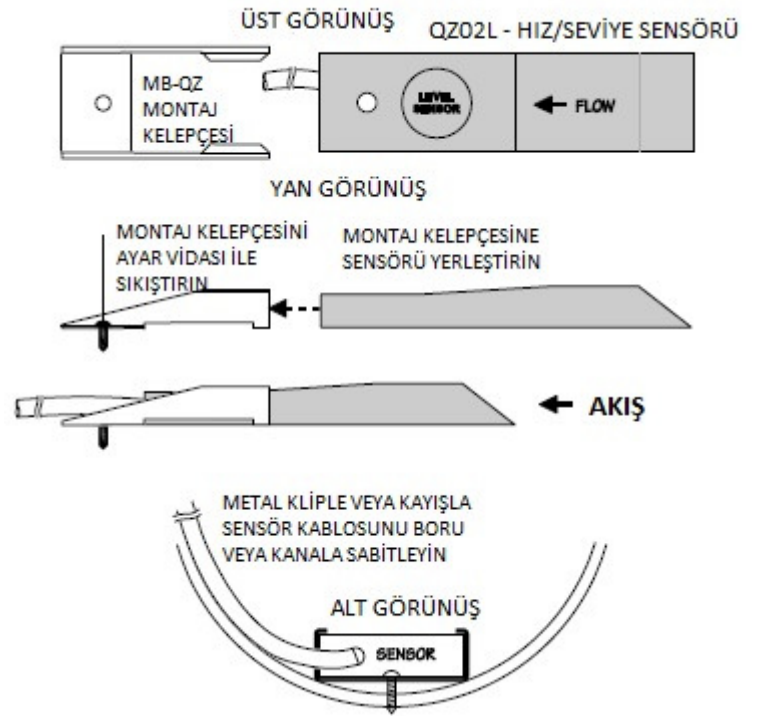 ÜST GÖRÜNÜŞ
QZ02L - HIZ/SEVİYE SENSÖRÜ
MB-QZ
MONTAJ
KELEPÇESİ
LEVEL
SENSOR
FLOW
YAN GÖRÜNÜŞ
MONTAJ KELEPÇESİNİ
AYAR VİDASI İLE
SIKIŞTIRIN
MONTAJ KELEPÇESİNE
SENSÖRÜ YERLEŞTİRİN
AKIŞ
METAL KLİPLE VEYA KAYIŞLA
SENSÖR KABLOSUNU BORU
VEYA KANALA SABİTLEYİN
ALT GÖRÜNÜŞ
SENSOR